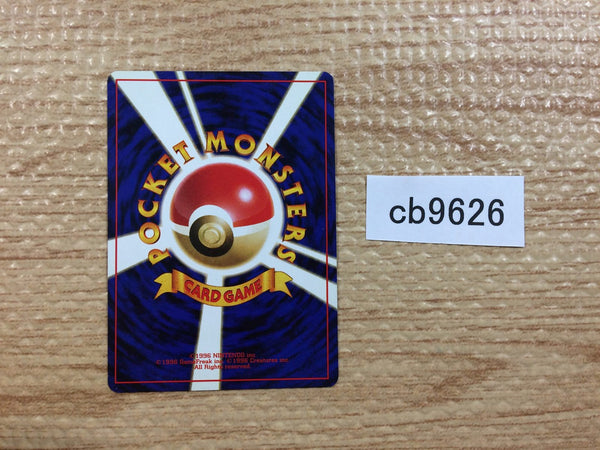 POCKET MONSTERS
CARD GAME
©1996 NINTENDO inc
©1996 GameFreak inc. ©1996 Creatures inc.
All Rights reserved.
cb9626